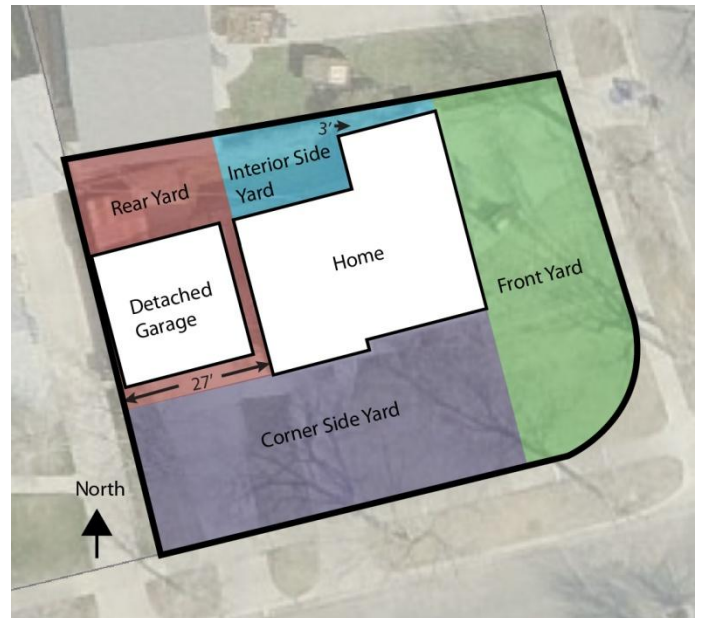 3'
Interior Side
Yard
Rear Yard
Home
Front Yard
Detached
Garage
27'
Corner Side Yard
North